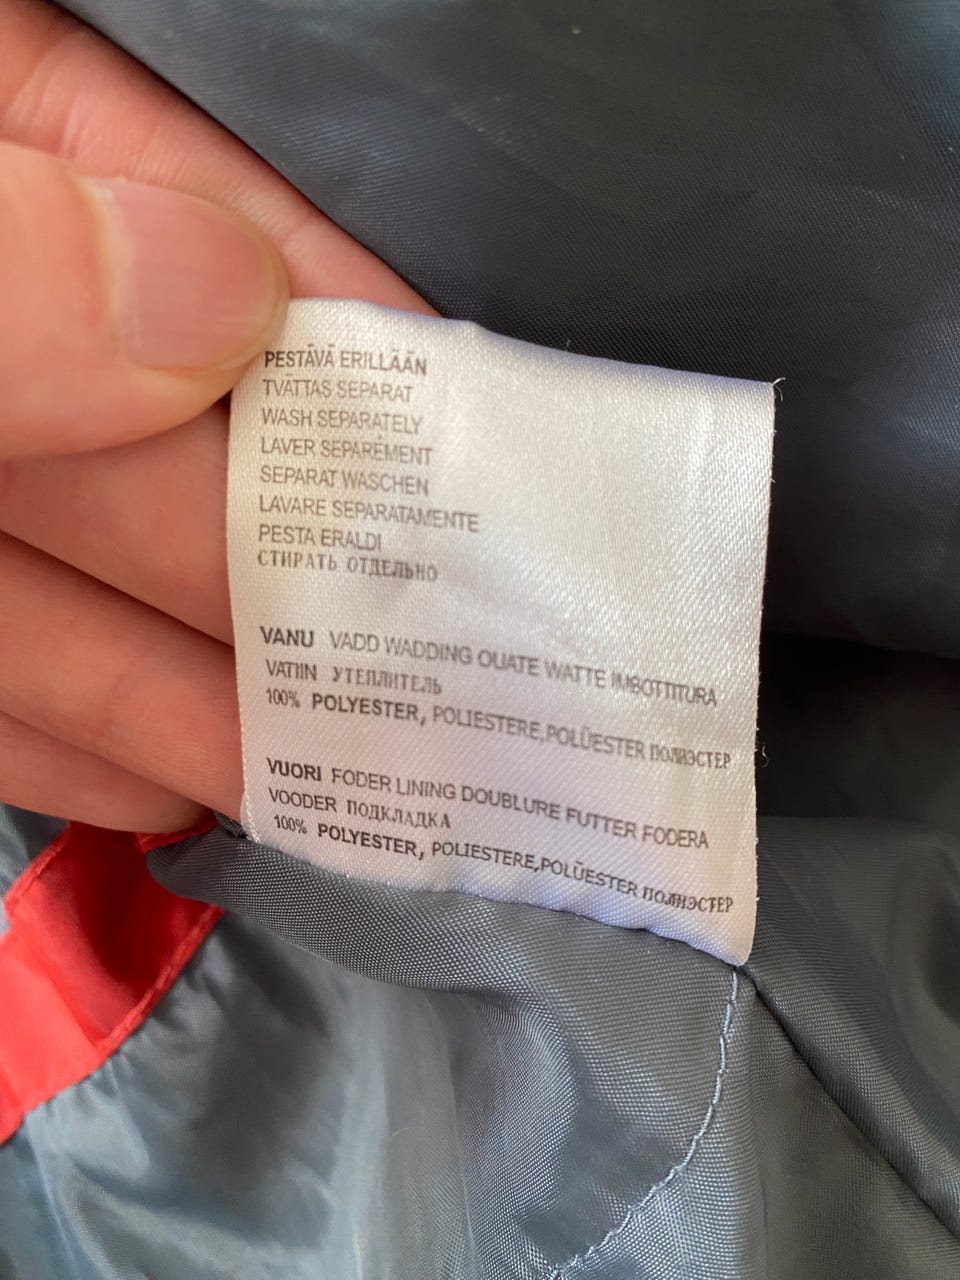 PESTÄVÄ ERILLÄÄN
TVÄTTAS SEPARAT
WASH SEPARATELY
LAVER SEPARÉMENT
SEPARAT WASCHEN
LAVARE SEPARATAMENTE
PESTA ERALDI
СТИРАТЬ ОТДЕЛЬНО
VANU VADD WADDING OUATE WATTE IMBOTTITURA
VATIIN УТЕПЛИТЕЛЬ
100% POLYESTER, POLIESTERE,POLÜESTER ПОЛИЭСТЕР
VUORI FODER LINING DOUBLURE FUTTER FODERA
VOODER ПОДКЛАДКА
100% POLYESTER, POLIESTERE,POLÜESTER ПОЛИЭСТЕР